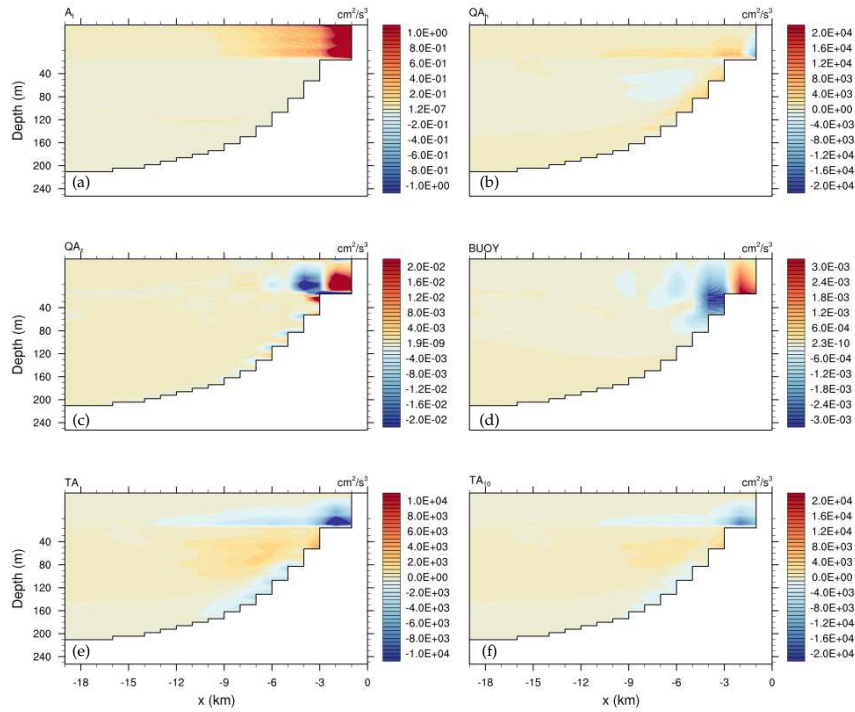 A_t cm²/s³
1.0E+00
8.0E-01
6.0E-01
4.0E-01
2.0E-01
1.2E-07
-2.0E-01
-4.0E-01
-6.0E-01
-8.0E-01
-1.0E+00
Depth (m)
40
80
120
160
200
240
(a)
QA_h cm²/s³
2.0E+04
1.6E+04
1.2E+04
8.0E+03
4.0E+03
0.0E+00
-4.0E+03
-8.0E+03
-1.2E+04
-1.6E+04
-2.0E+04
(b)
QA_z cm²/s³
2.0E-02
1.6E-02
1.2E-02
8.0E-03
4.0E-03
1.9E-09
-4.0E-03
-8.0E-03
-1.2E-02
-1.6E-02
-2.0E-02
Depth (m)
40
80
120
160
200
240
(c)
BUOY cm²/s³
3.0E-03
2.4E-03
1.8E-03
1.2E-03
6.0E-04
2.3E-10
-6.0E-04
-1.2E-03
-1.8E-03
-2.4E-03
-3.0E-03
(d)
TA cm²/s³
1.0E+04
8.0E+03
6.0E+03
4.0E+03
2.0E+03
0.0E+00
-2.0E+03
-4.0E+03
-6.0E+03
-8.0E+03
-1.0E+04
Depth (m)
40
80
120
160
200
240
(e)
-18 -15 -12 -9 -6 -3 0
x (km)
TA₁₀ cm²/s³
2.0E+04
1.6E+04
1.2E+04
8.0E+03
4.0E+03
0.0E+00
-4.0E+03
-8.0E+03
-1.2E+04
-1.6E+04
-2.0E+04
(f)
-18 -15 -12 -9 -6 -3 0
x (km)